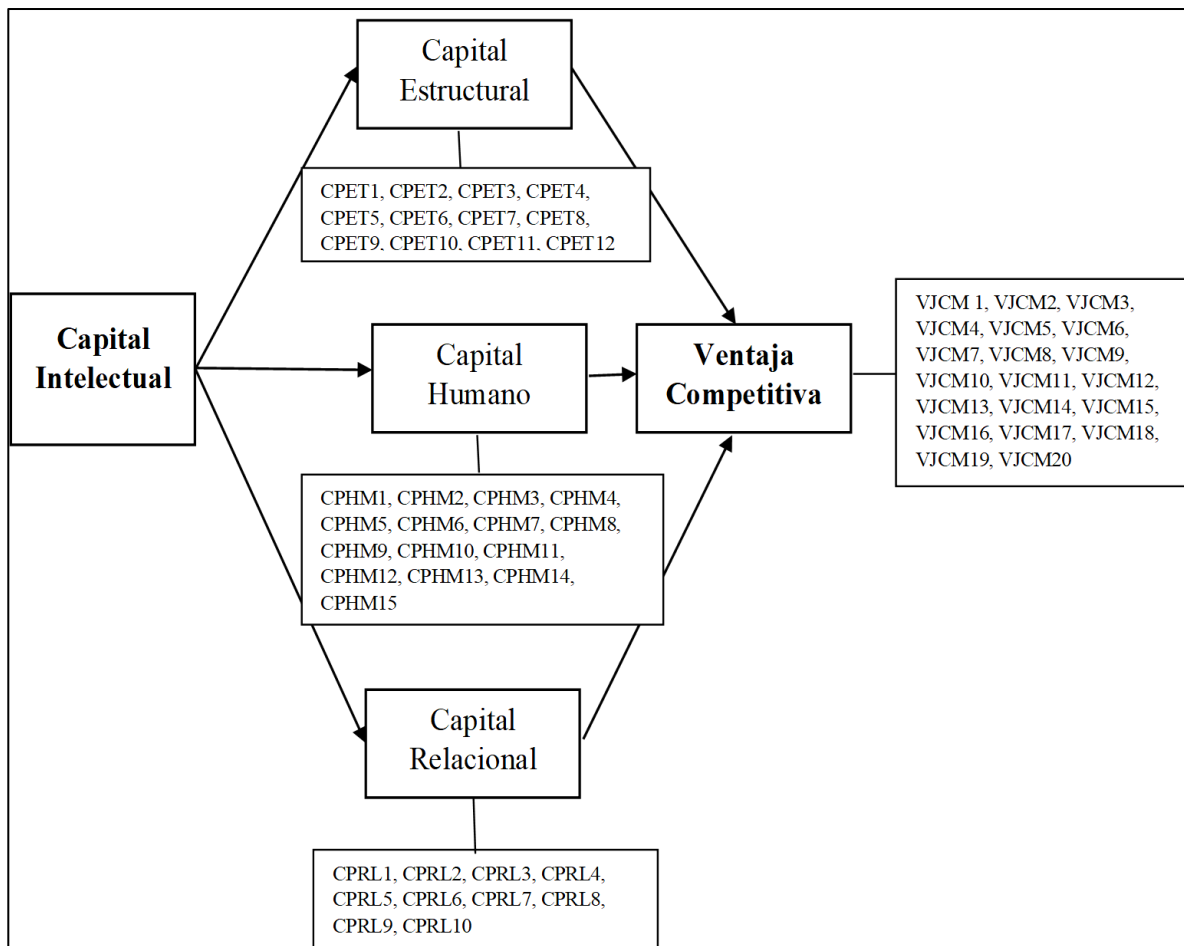 Capital
Estructural
CPET1, CPET2, CPET3, CPET4,
CPET5, CPET6, CPET7, CPET8,
CPET9, CPET10, CPET11, CPET12
Capital
Intelectual
Capital
Humano
Ventaja
Competitiva
VJCM 1, VJCM2, VJCM3,
VJCM4, VJCM5, VJCM6,
VJCM7, VJCM8, VJCM9,
VJCM10, VJCM11, VJCM12,
VJCM13, VJCM14, VJCM15,
VJCM16, VJCM17, VJCM18,
VJCM19, VJCM20
CPHM1, CPHM2, CPHM3, CPHM4,
CPHM5, CPHM6, CPHM7, CPHM8,
CPHM9, CPHM10, CPHM11,
CPHM12, CPHM13, CPHM14,
CPHM15
Capital
Relacional
CPRL1, CPRL2, CPRL3, CPRL4,
CPRL5, CPRL6, CPRL7, CPRL8,
CPRL9, CPRL10